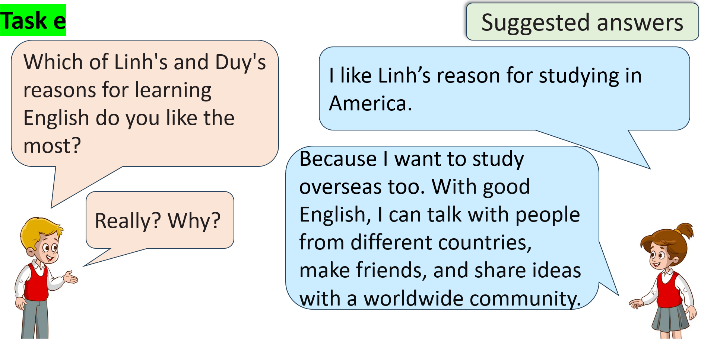 Task e
Suggested answers
Which of Linh's and Duy's
reasons for learning
English do you like the
most?
I like Linh’s reason for studying in
America.
Really? Why?
Because I want to study
overseas too. With good
English, I can talk with people
from different countries,
make friends, and share ideas
with a worldwide community.